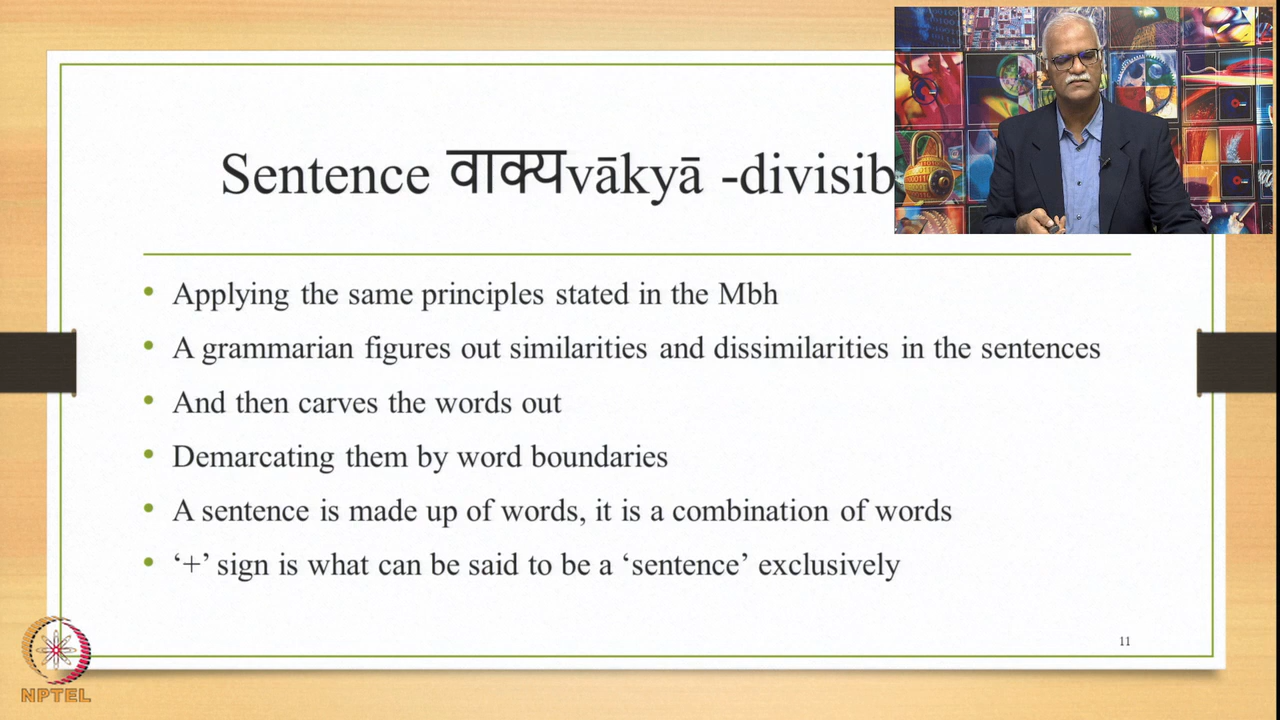 Sentence वाक्यvākyā -divisib
• Applying the same principles stated in the Mbh
• A grammarian figures out similarities and dissimilarities in the sentences
• And then carves the words out
• Demarcating them by word boundaries
• A sentence is made up of words, it is a combination of words
• ‘+’ sign is what can be said to be a ‘sentence’ exclusively
11
NPTEL